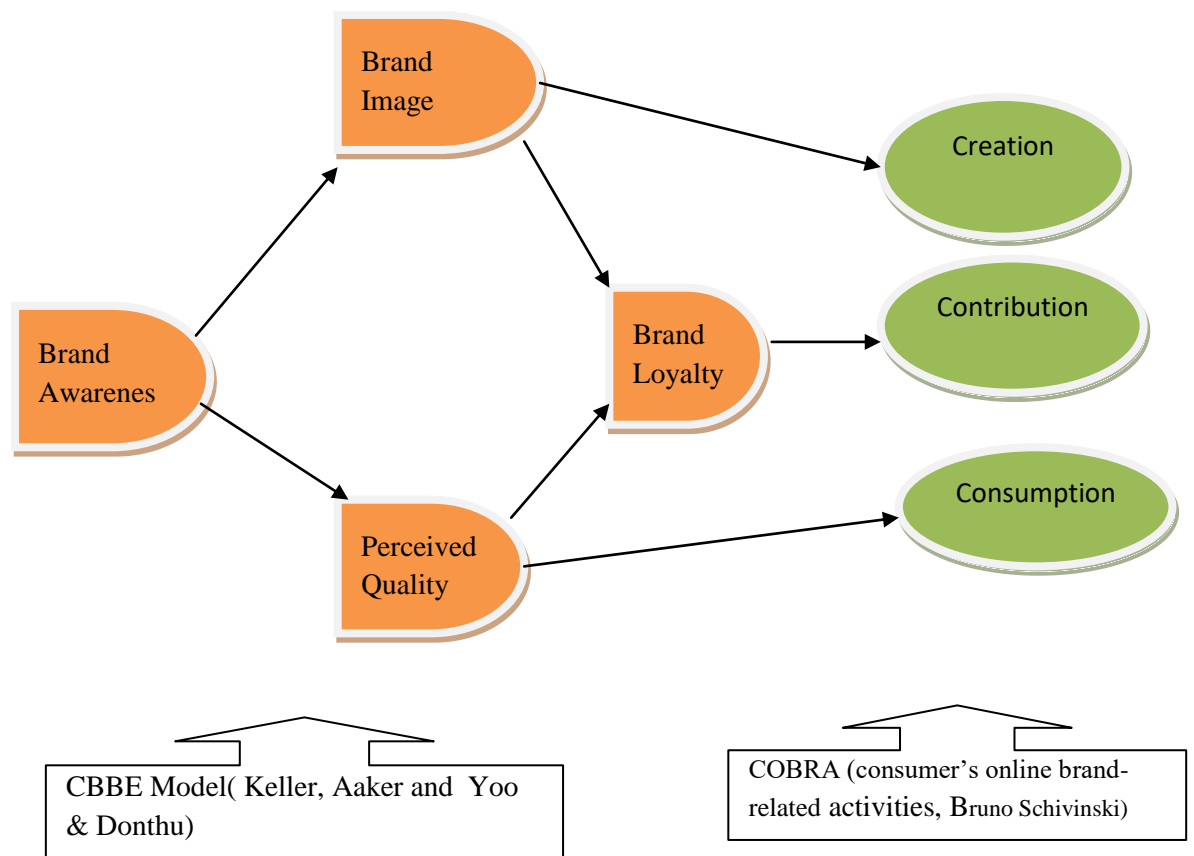 Brand
Image
Creation
Contribution
Brand
Awarenes
Brand
Loyalty
Consumption
Perceived
Quality
CBBE Model( Keller, Aaker and Yoo
& Donthu)
COBRA (consumer’s online brand-
related activities, Bruno Schivinski)